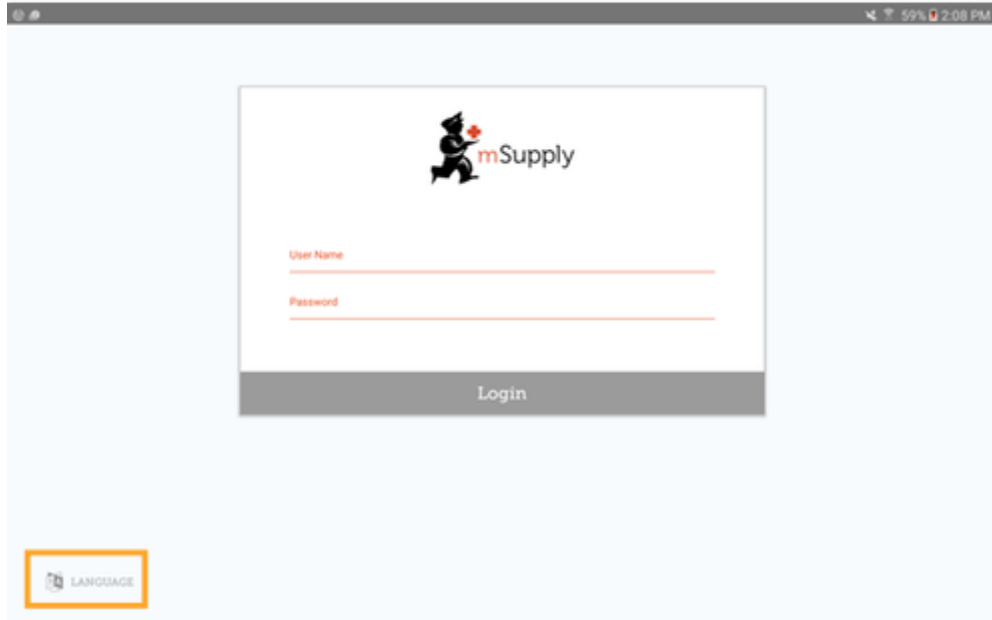 59% 2:08 PM
mSupply
User Name
Password
Login
LANGUAGE